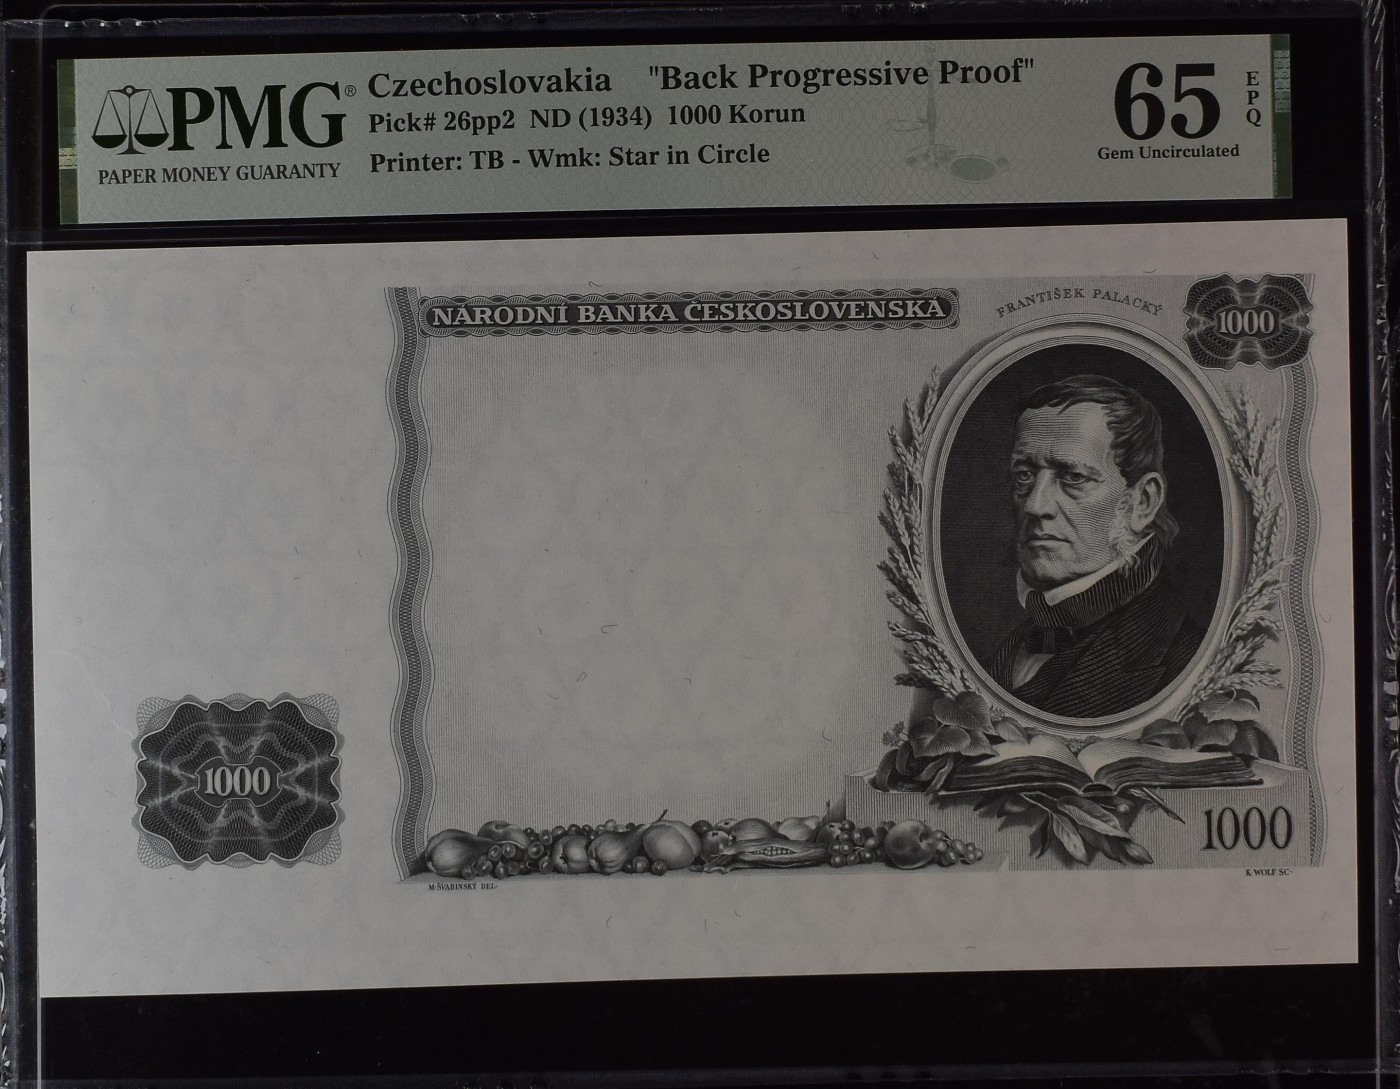 PMG®
PAPER MONEY GUARANTY
Czechoslovakia "Back Progressive Proof"
Pick# 26pp2 ND (1934) 1000 Korun
Printer: TB - Wmk: Star in Circle
65 EPQ
Gem Uncirculated
NÁRODNÍ BANKA ČESKOSLOVENSKÁ
FRANTIŠEK PALACKÝ
1000
1000
1000
M·ŠVABINSKÝ DEL·
K·WOLF SC·